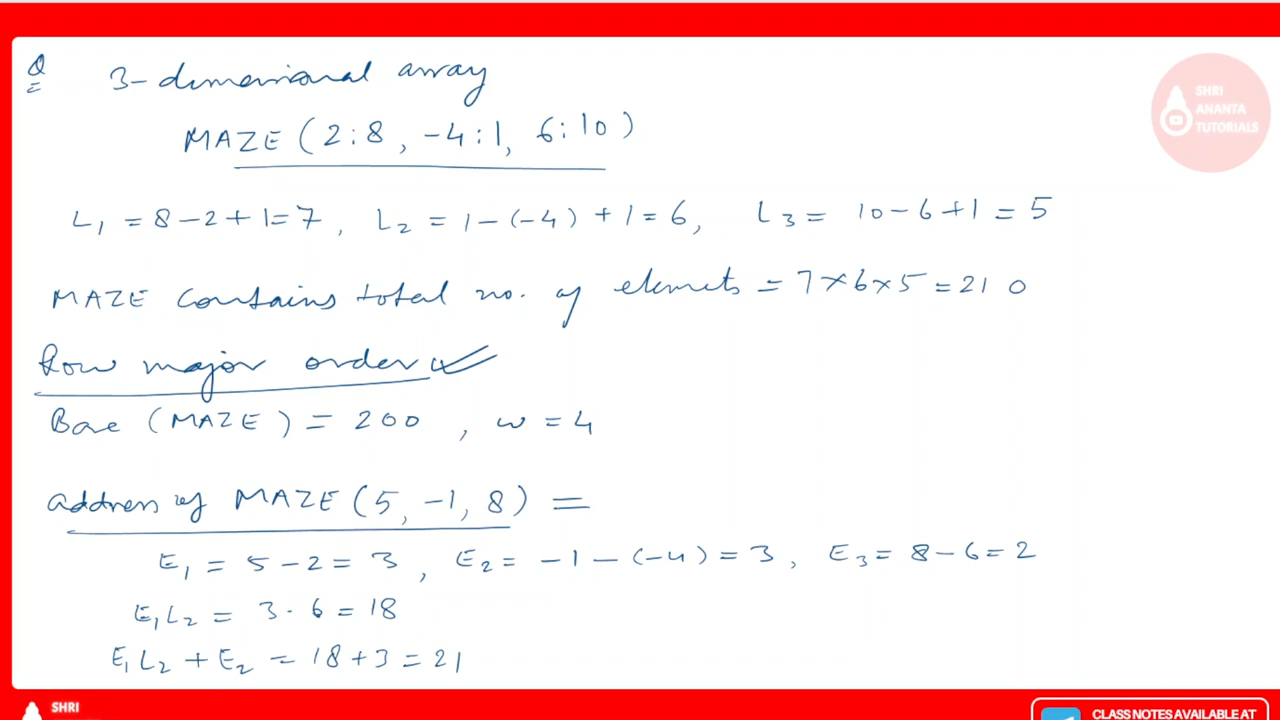 Q 3-dimensional array
MAZE (2:8, -4:1, 6:10)
L₁ = 8-2+1=7, L₂ = 1-(-4)+1=6, L₃ = 10-6+1=5
MAZE contains total no. of elemets = 7×6×5=210
Row major order ✓
Base (MAZE) = 200, w = 4
address of MAZE (5, -1, 8) =
E₁ = 5-2=3, E₂ = -1-(-4)=3, E₃ = 8-6=2
E₁L₂ = 3·6=18
E₁L₂+E₂ = 18+3=21
SHRI
ANANTA
TUTORIALS
SHRI
CLASS NOTES AVAILABLE AT